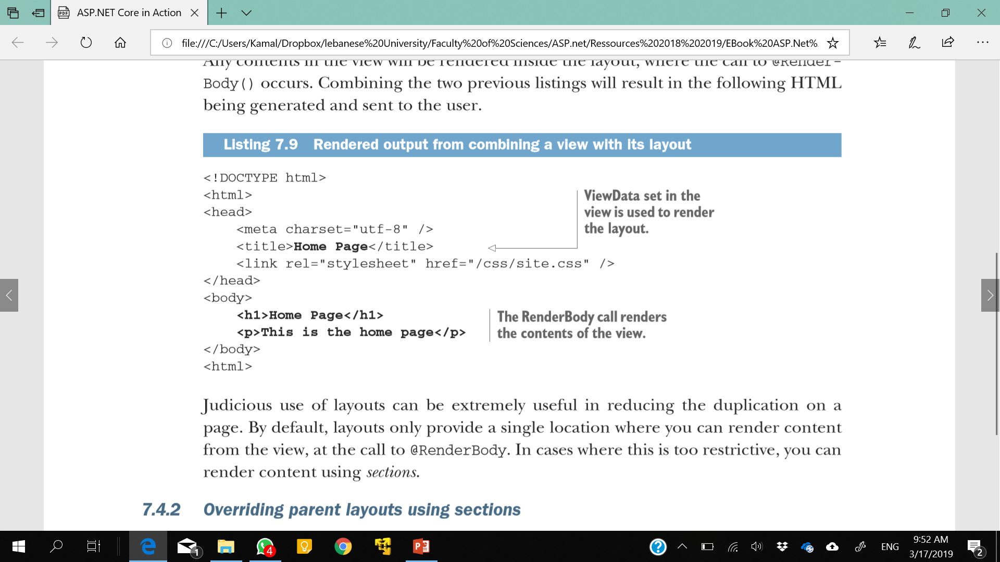 ASP.NET Core in Action
file:///C:/Users/Kamal/Dropbox/lebanese%20University/Faculty%20of%20Sciences/ASP.net/Ressources%202018%202019/EBook%20ASP.Net%
Any contents in the view will be rendered inside the layout, where the call to @Render-
Body() occurs. Combining the two previous listings will result in the following HTML
being generated and sent to the user.
Listing 7.9 Rendered output from combining a view with its layout
<!DOCTYPE html>
<html>
<head>
<meta charset="utf-8" />
<title>Home Page</title>
<link rel="stylesheet" href="/css/site.css" />
</head>
<body>
<h1>Home Page</h1>
<p>This is the home page</p>
</body>
<html>
ViewData set in the
view is used to render
the layout.
The RenderBody call renders
the contents of the view.
Judicious use of layouts can be extremely useful in reducing the duplication on a
page. By default, layouts only provide a single location where you can render content
from the view, at the call to @RenderBody. In cases where this is too restrictive, you can
render content using sections.
7.4.2 Overriding parent layouts using sections
1
4
ENG
9:52 AM
3/17/2019
2